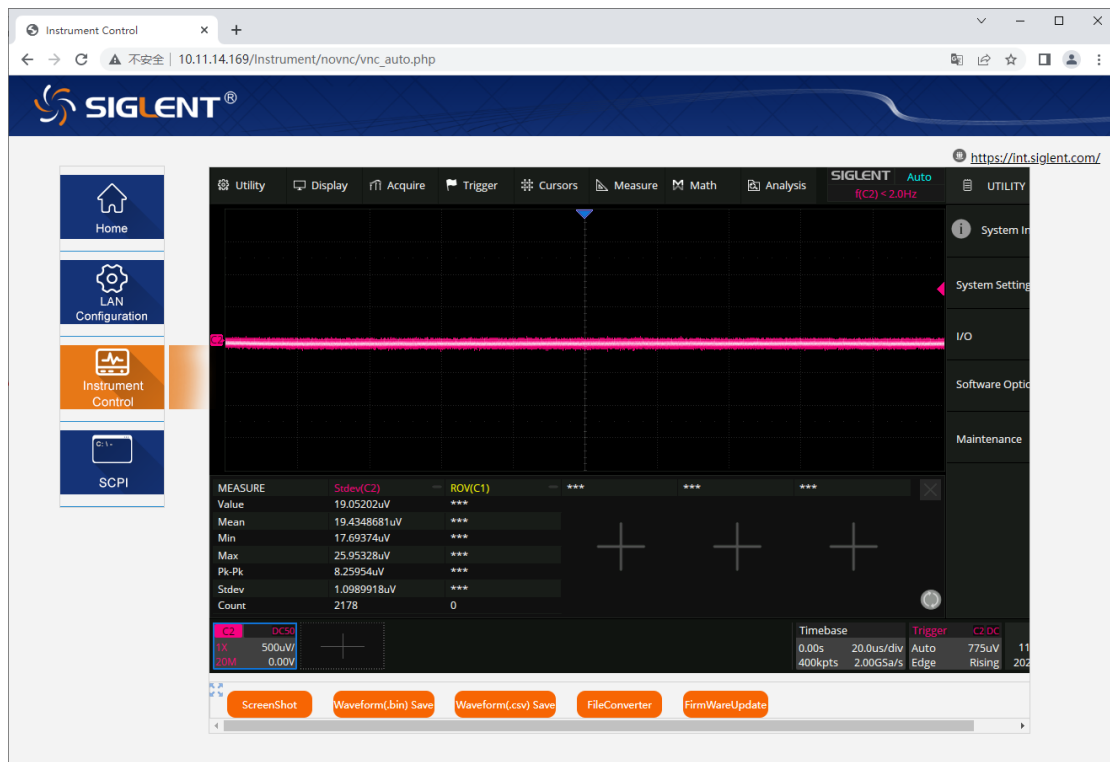 Instrument Control
不安全 | 10.11.14.169/Instrument/novnc/vnc_auto.php
SIGLENT®
https://int.siglent.com/
Home
LAN
Configuration
Instrument
Control
C:\-
SCPI
Utility Display Acquire Trigger Cursors Measure Math Analysis
SIGLENT Auto
f(C2) < 2.0Hz
UTILITY
System In
System Setting
I/O
Software Optio
Maintenance
C2
MEASURE Stdev(C2) ROV(C1) *** *** ***
Value 19.05202uV ***
Mean 19.4348681uV ***
Min 17.69374uV ***
Max 25.95328uV ***
Pk-Pk 8.25954uV ***
Stdev 1.0989918uV ***
Count 2178 0
C2 DC50
1X 500uV/
20M 0.00V
Timebase
0.00s 20.0us/div
400kpts 2.00GSa/s
Trigger C2 DC
Auto 775uV
Edge Rising
11
202
ScreenShot Waveform(.bin) Save Waveform(.csv) Save FileConverter FirmWareUpdate